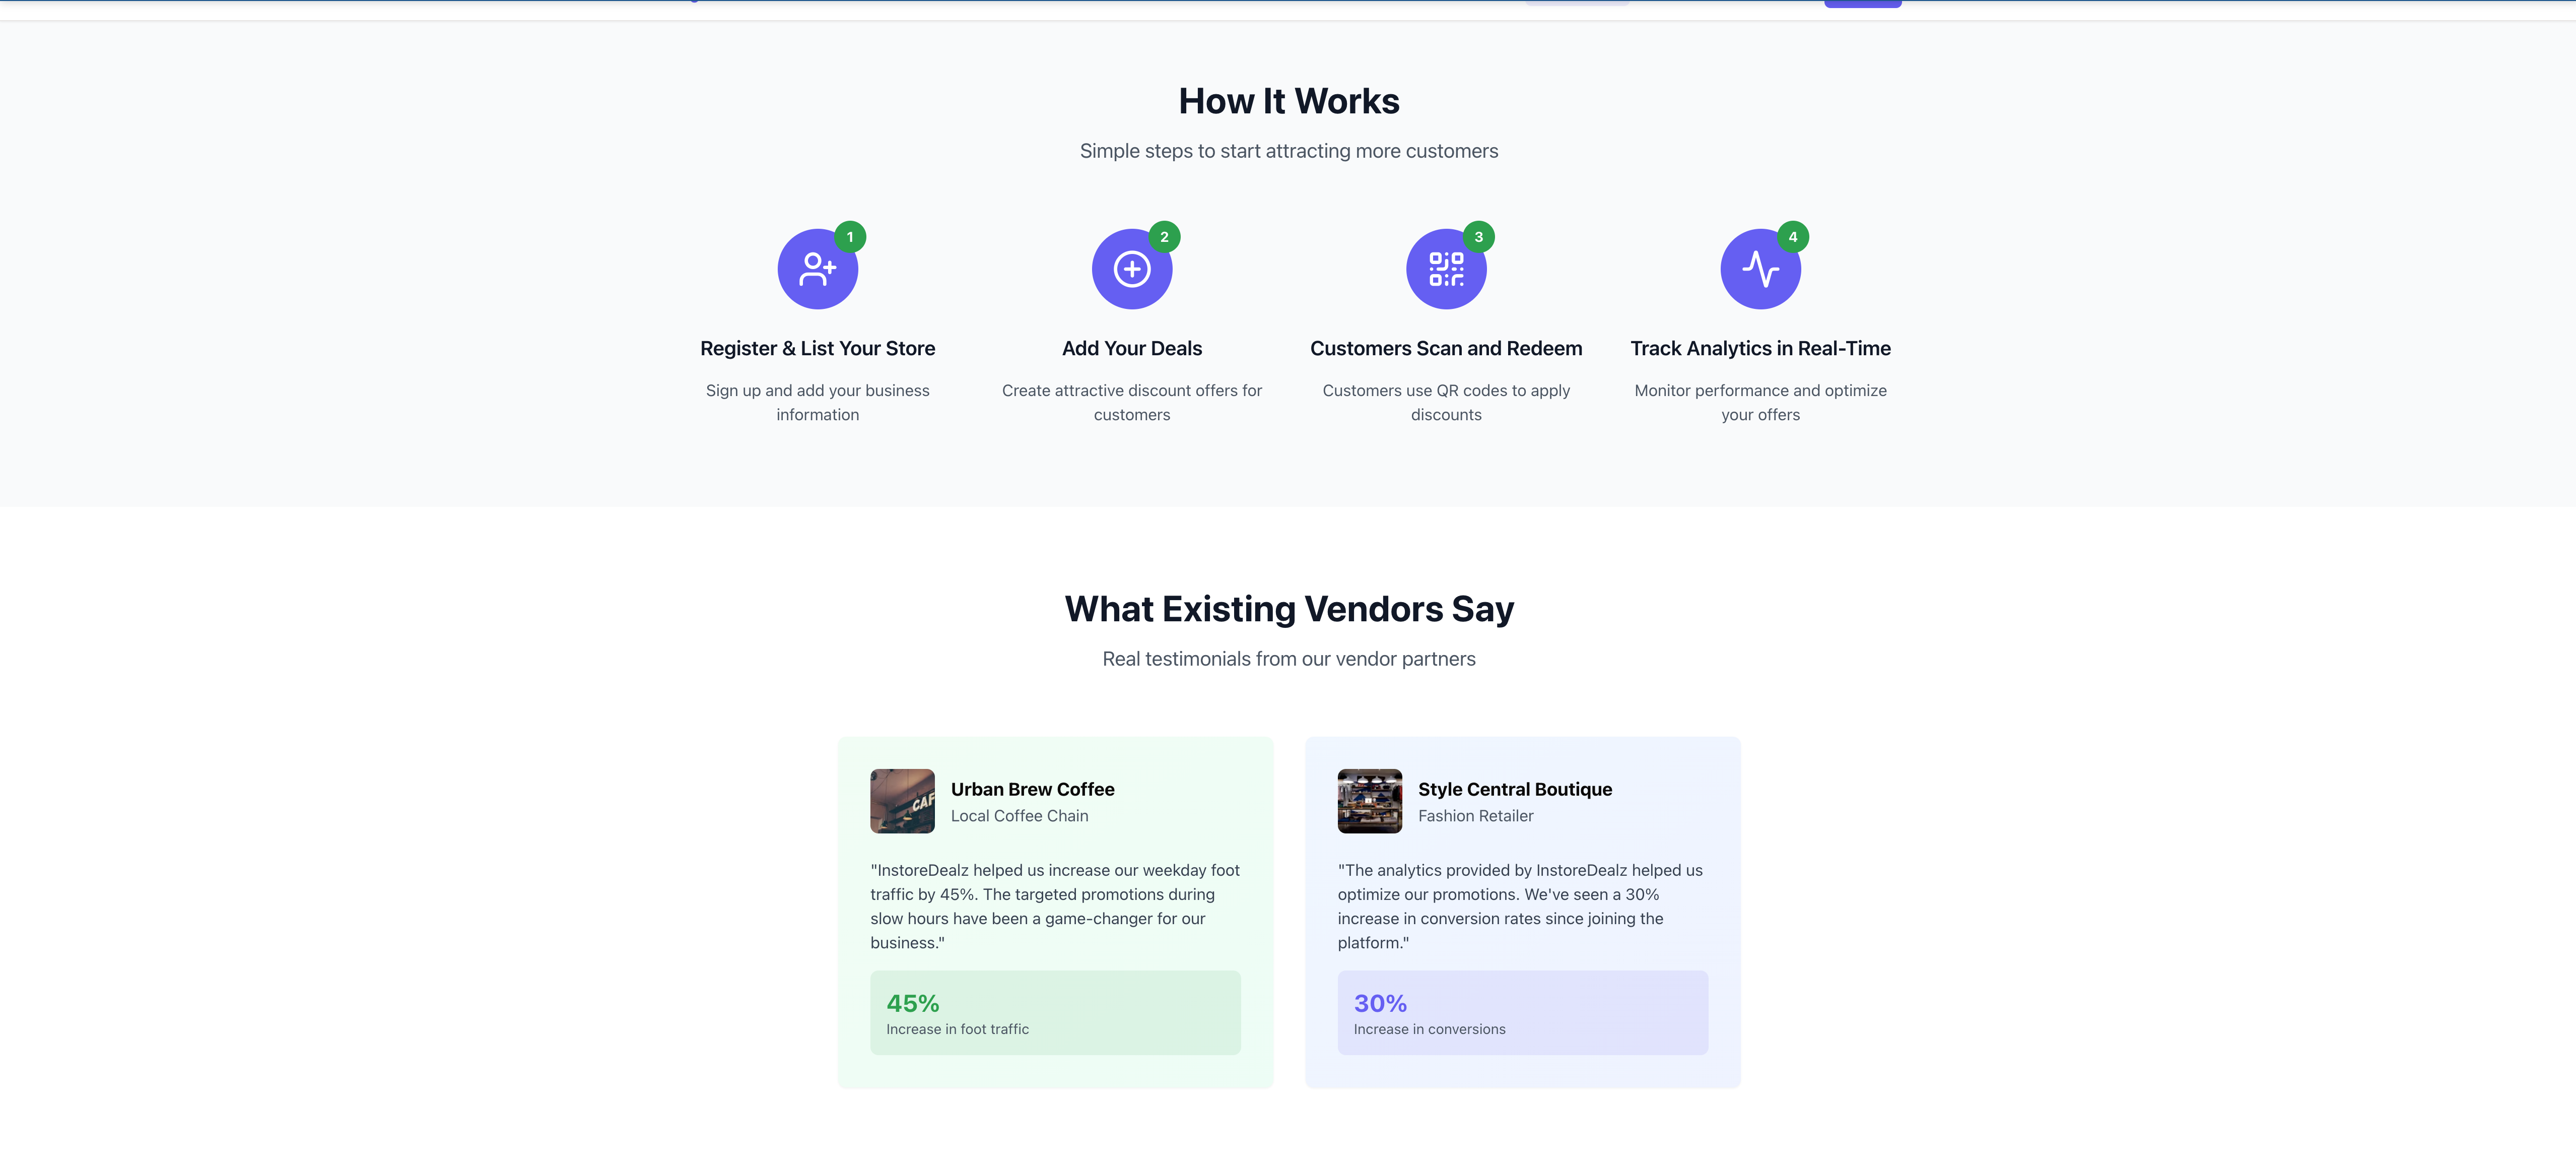 How It Works
Simple steps to start attracting more customers
1
2
3
4
Register & List Your Store
Sign up and add your business
information
Add Your Deals
Create attractive discount offers for
customers
Customers Scan and Redeem
Customers use QR codes to apply
discounts
Track Analytics in Real-Time
Monitor performance and optimize
your offers
What Existing Vendors Say
Real testimonials from our vendor partners
CAF
Urban Brew Coffee
Local Coffee Chain
"InstoreDealz helped us increase our weekday foot
traffic by 45%. The targeted promotions during
slow hours have been a game-changer for our
business."
45%
Increase in foot traffic
Style Central Boutique
Fashion Retailer
"The analytics provided by InstoreDealz helped us
optimize our promotions. We've seen a 30%
increase in conversion rates since joining the
platform."
30%
Increase in conversions